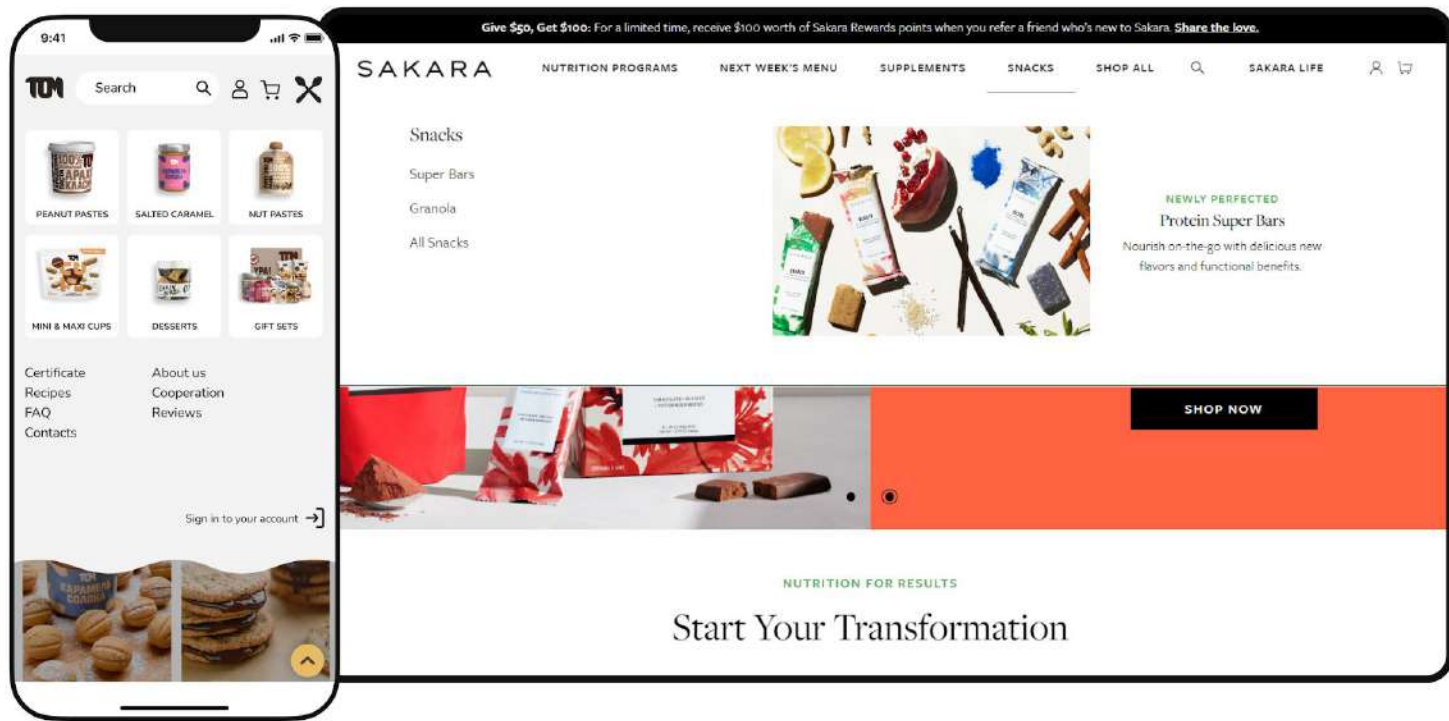 9:41
TOM
Search
PEANUT PASTES
SALTED CARAMEL
NUT PASTES
MINI & MAXI CUPS
DESSERTS
GIFT SETS
Certificate
About us
Recipes
Cooperation
FAQ
Reviews
Contacts
Sign in to your account
Give $50, Get $100: For a limited time, receive $100 worth of Sakara Rewards points when you refer a friend who's new to Sakara. Share the love.
SAKARA
NUTRITION PROGRAMS
NEXT WEEK'S MENU
SUPPLEMENTS
SNACKS
SHOP ALL
SAKARA LIFE
Snacks
Super Bars
Granola
All Snacks
NEWLY PERFECTED
Protein Super Bars
Nourish on-the-go with delicious new
flavors and functional benefits.
SHOP NOW
NUTRITION FOR RESULTS
Start Your Transformation